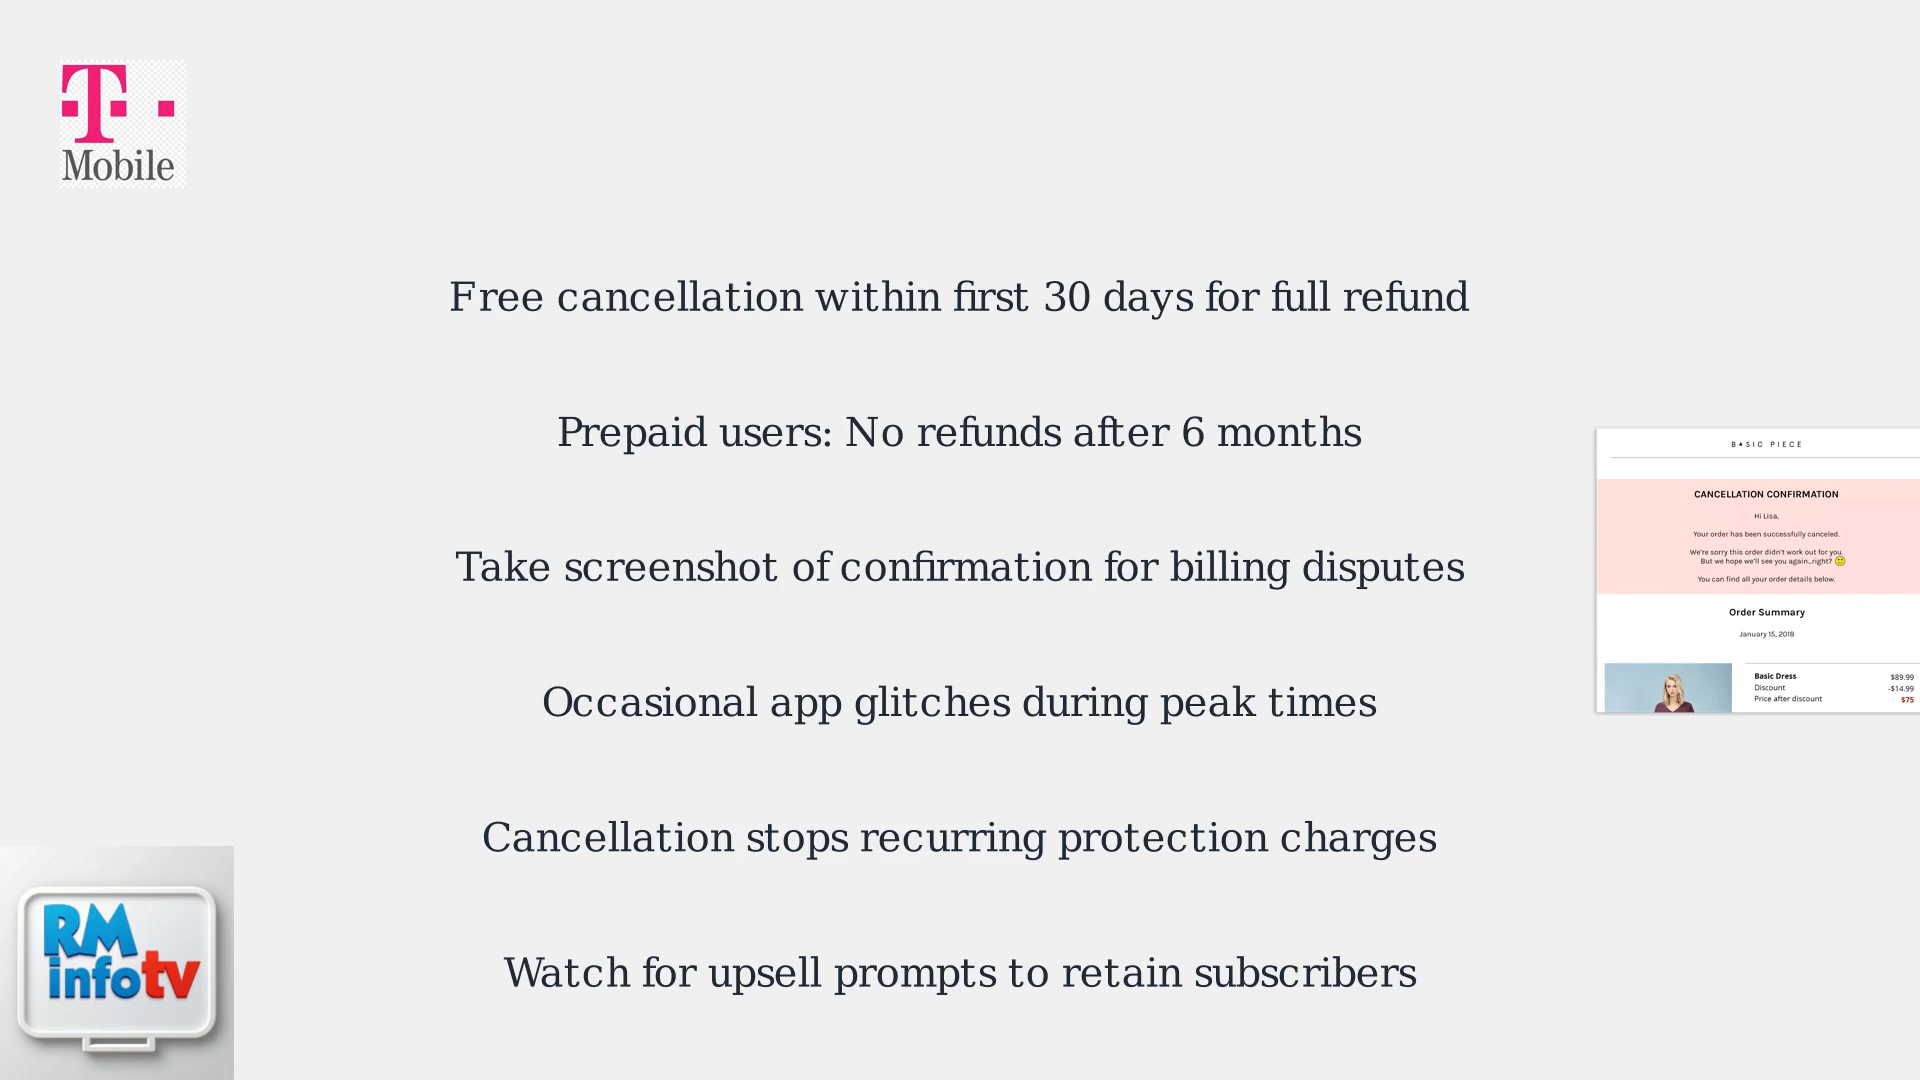 T Mobile
Free cancellation within first 30 days for full refund
Prepaid users: No refunds after 6 months
Take screenshot of confirmation for billing disputes
Occasional app glitches during peak times
Cancellation stops recurring protection charges
Watch for upsell prompts to retain subscribers
BASIC PIECE
CANCELLATION CONFIRMATION
Hi Lisa,
Your order has been successfully canceled.
We're sorry this order didn't work out for you.
But we hope we'll see you again...right?
You can find all your order details below.
Order Summary
January 15, 2018
Basic Dress $89.99
Discount -$14.99
Price after discount $75
RM
infotv